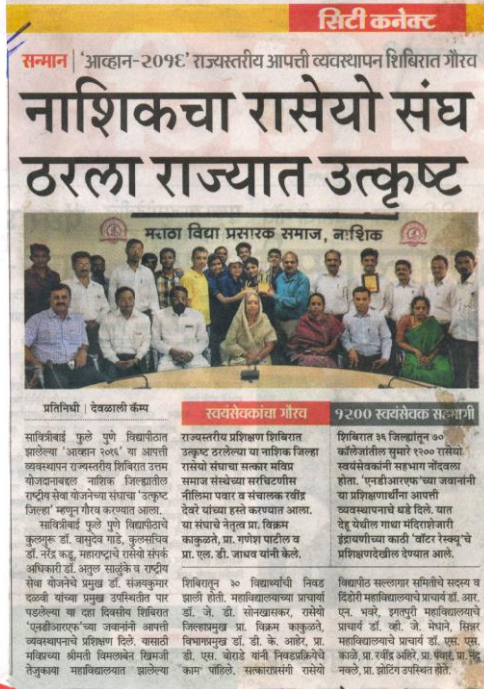 सिटी कनेक्ट
सन्मान | 'आव्हान-२०१६' राज्यस्तरीय आपत्ती व्यवस्थापन शिबिरात गौरव
नाशिकचा रासेयो संघ
ठरला राज्यात उत्कृष्ट
मराठा विद्या प्रसारक समाज, नाशिक
प्रतिनिधी | देवळाली कॅम्प
सावित्रीबाई फुले पुणे विद्यापीठात
झालेल्या 'आव्हान २०१६' या आपत्ती
व्यवस्थापन राज्यस्तरीय शिबिरात उत्तम
योगदानाबद्दल नाशिक जिल्ह्यातील
राष्ट्रीय सेवा योजनेच्या संघाचा 'उत्कृष्ट
जिल्हा' म्हणून गौरव करण्यात आला.
सावित्रीबाई फुले पुणे विद्यापीठाचे
कुलगुरू डॉ. वासुदेव गाडे, कुलसचिव
डॉ. नरेंद्र कडू, महाराष्ट्राचे रासेयो संपर्क
अधिकारी डॉ. अतुल साळुंके व राष्ट्रीय
सेवा योजनेचे प्रमुख डॉ. संजयकुमार
दळवी यांच्या प्रमुख उपस्थितीत पार
पडलेल्या या दहा दिवसीय शिबिरात
'एनडीआरएफ'च्या जवानांनी आपत्ती
व्यवस्थापनाचे प्रशिक्षण दिले. यासाठी
मविप्रच्या श्रीमती विमलाबेन खिमजी
तेजुकाया महाविद्यालयात झालेल्या
स्वयंसेवकांचा गौरव
राज्यस्तरीय प्रशिक्षण शिबिरात
उत्कृष्ट ठरलेल्या या नाशिक जिल्हा
रासेयो संघाचा सत्कार मविप्र
समाज संस्थेच्या सरचिटणीस
नीलिमा पवार व संचालक रवींद्र
देवरे यांच्या हस्ते करण्यात आला.
या संघाचे नेतृत्व प्रा. विक्रम
काकुळते, प्रा. गणेश पाटील व
प्रा. एल. डी. जाधव यांनी केले.
१२०० स्वयंसेवक सहभागी
शिबिरात ३६ जिल्ह्यांतून ७०
कॉलेजांतील सुमारे १२०० रासेयो
स्वयंसेवकांनी सहभाग नोंदवला
होता. 'एनडीआरएफ'च्या जवानांनी
या प्रशिक्षणार्थींना आपत्ती
व्यवस्थापनाचे धडे दिले. यात
देहू येथील गाथा मंदिराशेजारी
इंद्रायणीच्या काठी 'वॉटर रेस्क्यू'चे
प्रशिक्षणदेखील देण्यात आले.
शिबिरातून ३० विद्यार्थ्यांची निवड
झाली होती. महाविद्यालयाच्या प्राचार्या
डॉ. जे. डी. सोनखासकर, रासेयो
जिल्हाप्रमुख प्रा. विक्रम काकुळते,
विभागप्रमुख डॉ. डी. के. आहेर, प्रा.
डी. एस. बोराडे यांनी निवडप्रक्रियेचे
काम पाहिले. सत्काराप्रसंगी रासेयो
विद्यापीठ सल्लागार समितीचे सदस्य व
दिंडोरी महाविद्यालयाचे प्राचार्य डॉ. आर.
एन. भवरे, इगतपुरी महाविद्यालयाचे
प्राचार्य डॉ. व्ही. जे. मेधाने, सिन्नर
महाविद्यालयाचे प्राचार्य डॉ. एस. एस.
काळे, प्रा. रवींद्र अहिरे, प्रा. पवार, प्रा. नंदू
नवले, प्रा. झोटिंग उपस्थित होते.